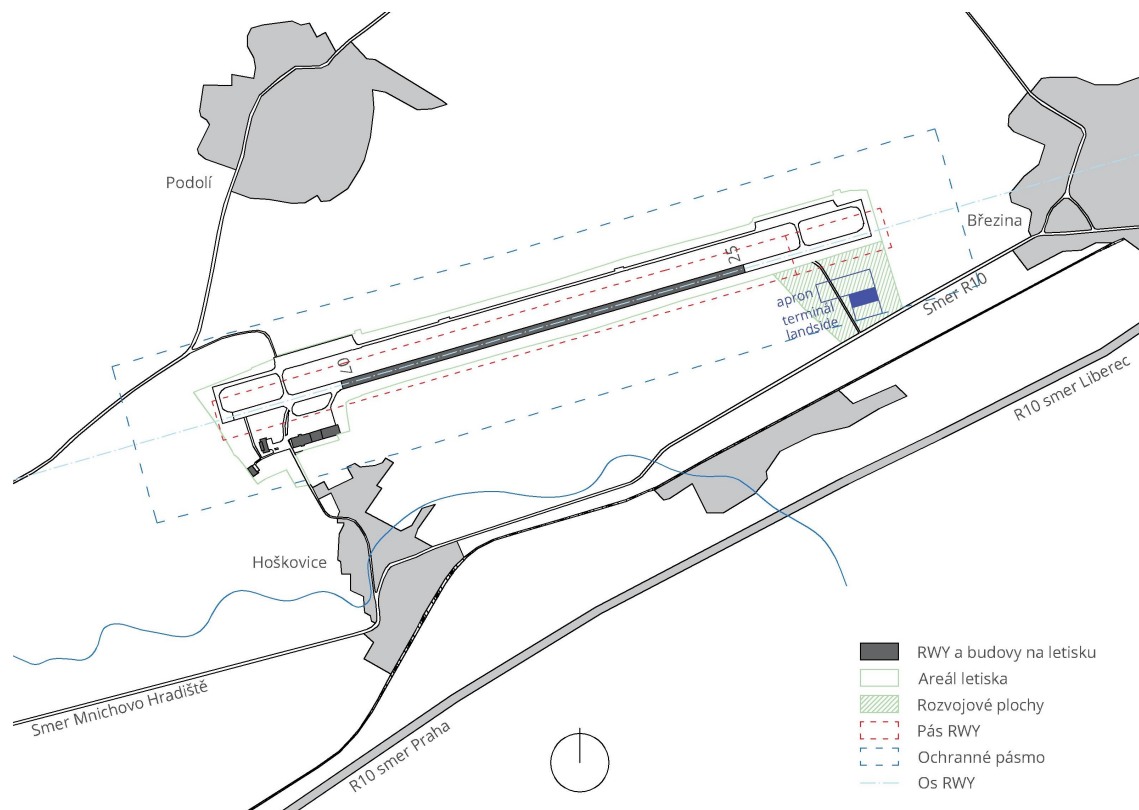 Podolí
Březina
25
apron
terminál
landside
Smer R10
07
R10 smer Liberec
Hoškovice
Smer Mnichovo Hradiště
R10 smer Praha
RWY a budovy na letisku
Areál letiska
Rozvojové plochy
Pás RWY
Ochranné pásmo
Os RWY